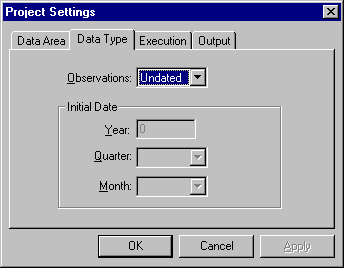 Project Settings
Data Area Data Type Execution Output
Observations: Undated
Initial Date
Year: 0
Quarter:
Month:
OK Cancel Apply